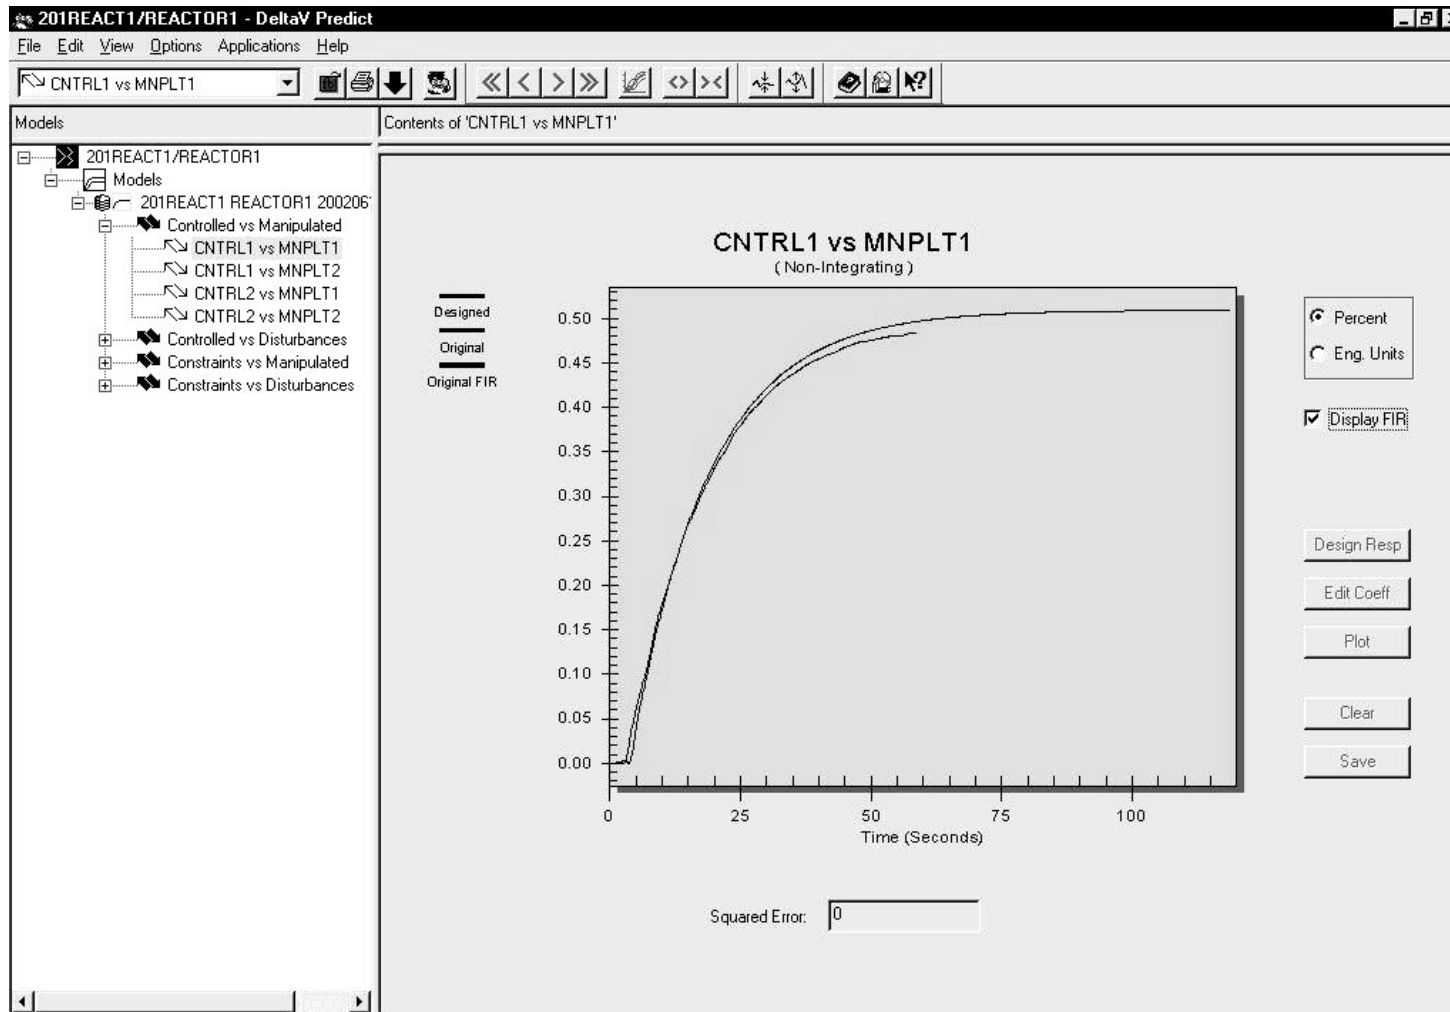 201REACT1/REACTOR1 - DeltaV Predict
File Edit View Options Applications Help
CNTRL1 vs MNPLT1
Models
Contents of 'CNTRL1 vs MNPLT1'
201REACT1/REACTOR1
Models
201REACT1 REACTOR1 200206
Controlled vs Manipulated
CNTRL1 vs MNPLT1
CNTRL1 vs MNPLT2
CNTRL2 vs MNPLT1
CNTRL2 vs MNPLT2
Controlled vs Disturbances
Constraints vs Manipulated
Constraints vs Disturbances
CNTRL1 vs MNPLT1
( Non-Integrating )
Designed
Original
Original FIR
0.50
0.45
0.40
0.35
0.30
0.25
0.20
0.15
0.10
0.05
0.00
0 25 50 75 100
Time (Seconds)
Percent
Eng. Units
Display FIR
Design Resp
Edit Coeff
Plot
Clear
Save
Squared Error: 0